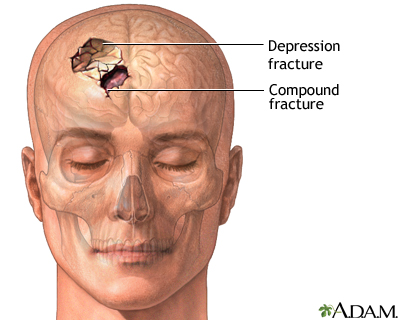 Depression
fracture
Compound
fracture
A.D.A.M.